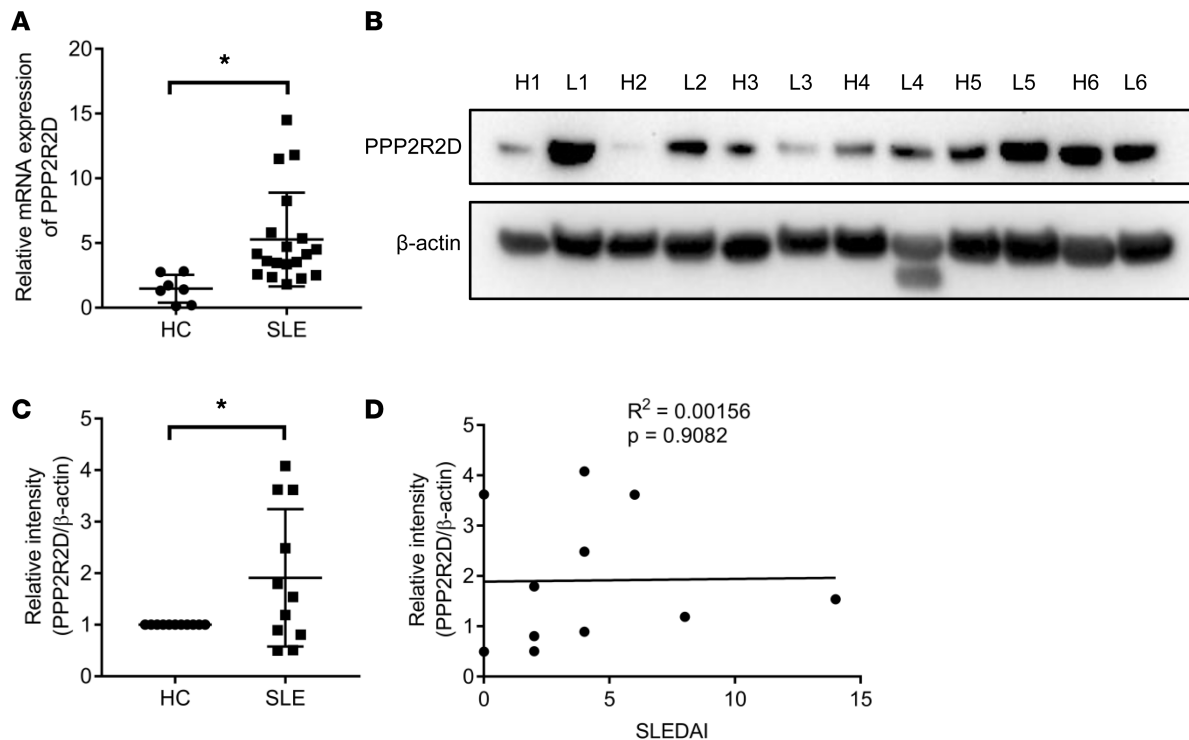 A
Relative mRNA expression
of PPP2R2D
20
15
10
5
0
*
HC
SLE
B
H1 L1 H2 L2 H3 L3 H4 L4 H5 L5 H6 L6
PPP2R2D
β-actin
C
Relative intensity
(PPP2R2D/β-actin)
5
4
3
2
1
0
*
HC
SLE
D
R² = 0.00156
p = 0.9082
Relative intensity
(PPP2R2D/β-actin)
5
4
3
2
1
0
0
5
10
15
SLEDAI